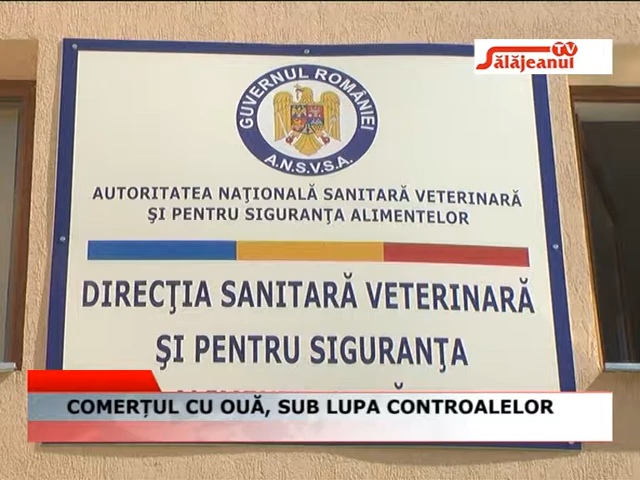 Sălăjeanul TV
GUVERNUL ROMÂNIEI
A.N.S.V.S.A.
AUTORITATEA NAŢIONALĂ SANITARĂ VETERINARĂ
ŞI PENTRU SIGURANŢA ALIMENTELOR
DIRECŢIA SANITARĂ VETERINARĂ
ŞI PENTRU SIGURANŢA
COMERȚUL CU OUĂ, SUB LUPA CONTROALELOR